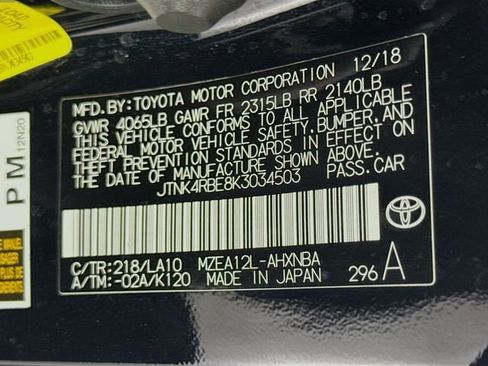 12/18
MFD. BY: TOYOTA MOTOR CORPORATION
GVWR 4065LB GAWR FR 2315LB RR 2140LB
THIS VEHICLE CONFORMS TO ALL APPLICABLE
FEDERAL MOTOR VEHICLE SAFETY, BUMPER, AND
THEFT PREVENTION STANDARDS IN EFFECT ON
THE DATE OF MANUFACTURE SHOWN ABOVE.
JTNK4RBE8K3034503 PASS. CAR
C/TR:218/LA10 MZEA12L-AHXNBA
A/TM:-02A/K120 MADE IN JAPAN 296 A
PM
12N20